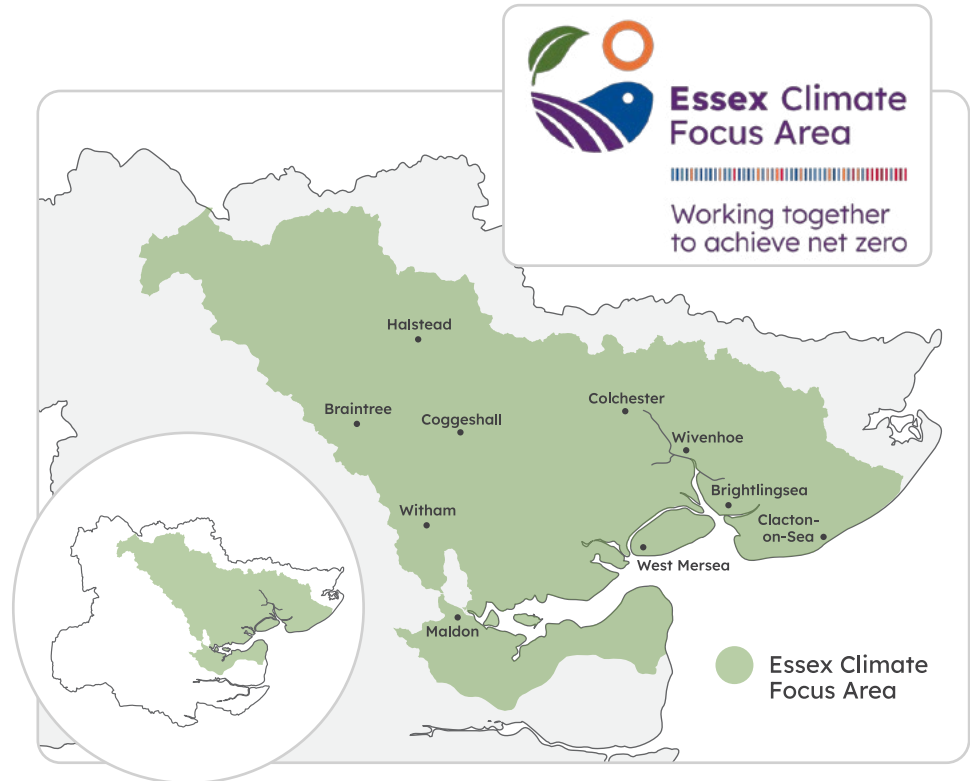 Essex Climate
Focus Area
Working together
to achieve net zero
Halstead
Braintree
Coggeshall
Colchester
Wivenhoe
Brightlingsea
Clacton-
on-Sea
Witham
West Mersea
Maldon
Essex Climate
Focus Area